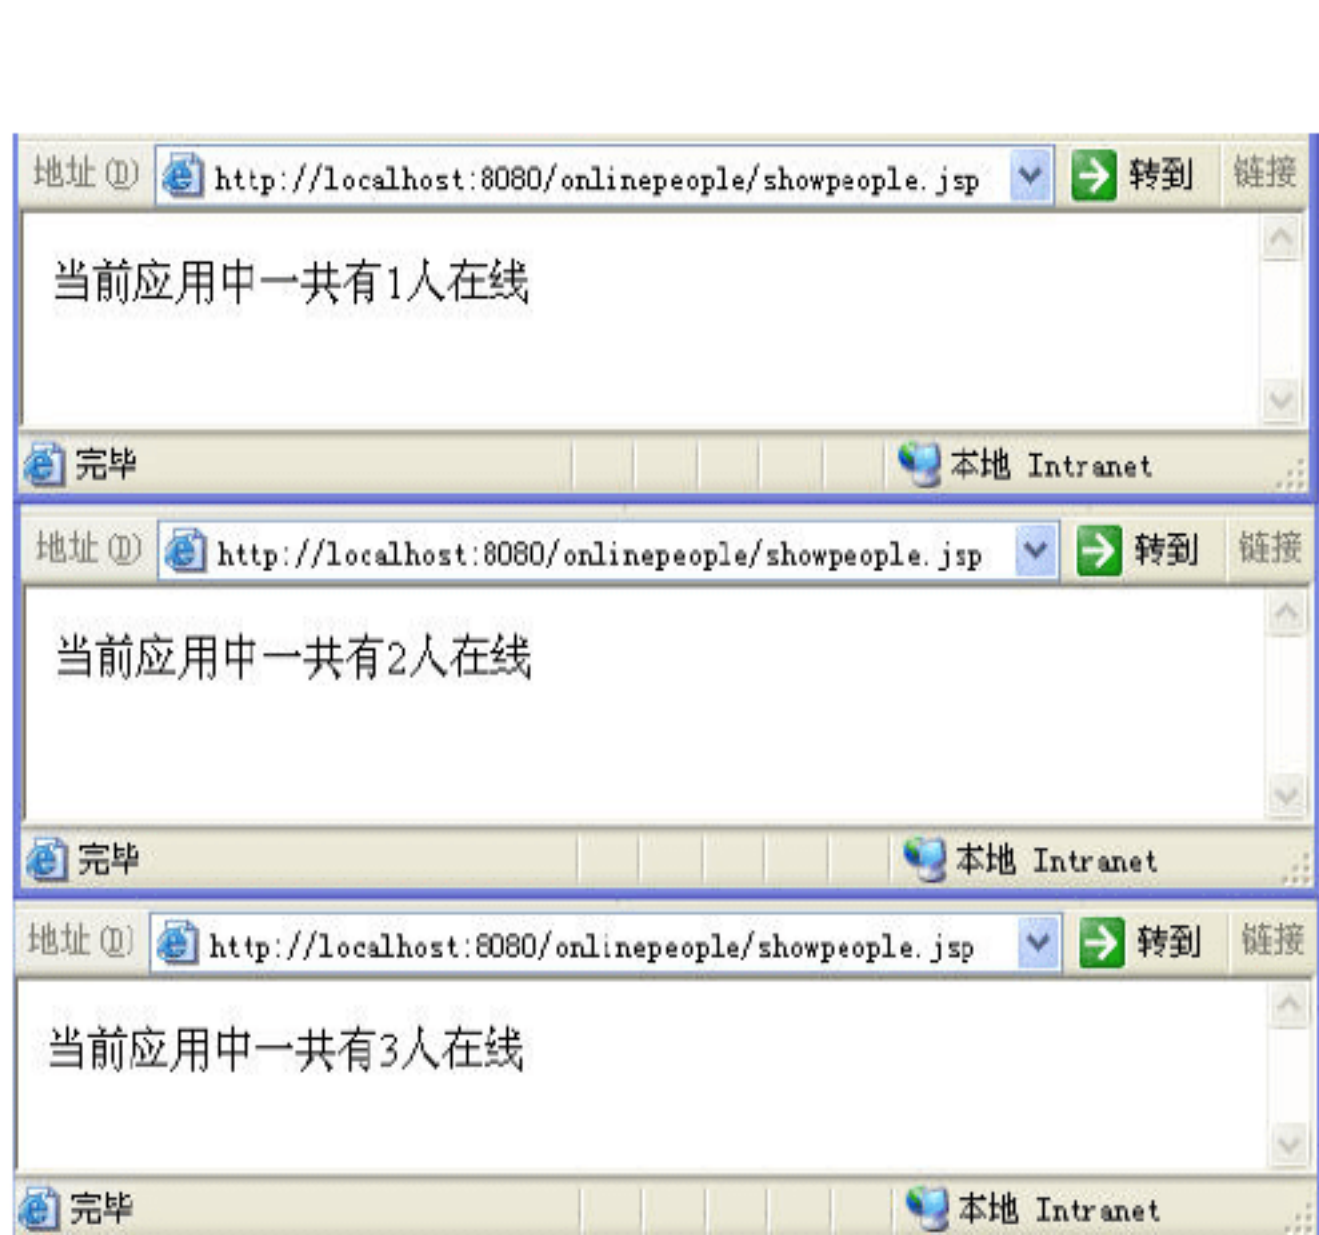 地址(D) http://localhost:8080/onlinepeople/showpeople.jsp 转到 链接
当前应用中一共有1人在线
完毕 本地 Intranet
地址(D) http://localhost:8080/onlinepeople/showpeople.jsp 转到 链接
当前应用中一共有2人在线
完毕 本地 Intranet
地址(D) http://localhost:8080/onlinepeople/showpeople.jsp 转到 链接
当前应用中一共有3人在线
完毕 本地 Intranet